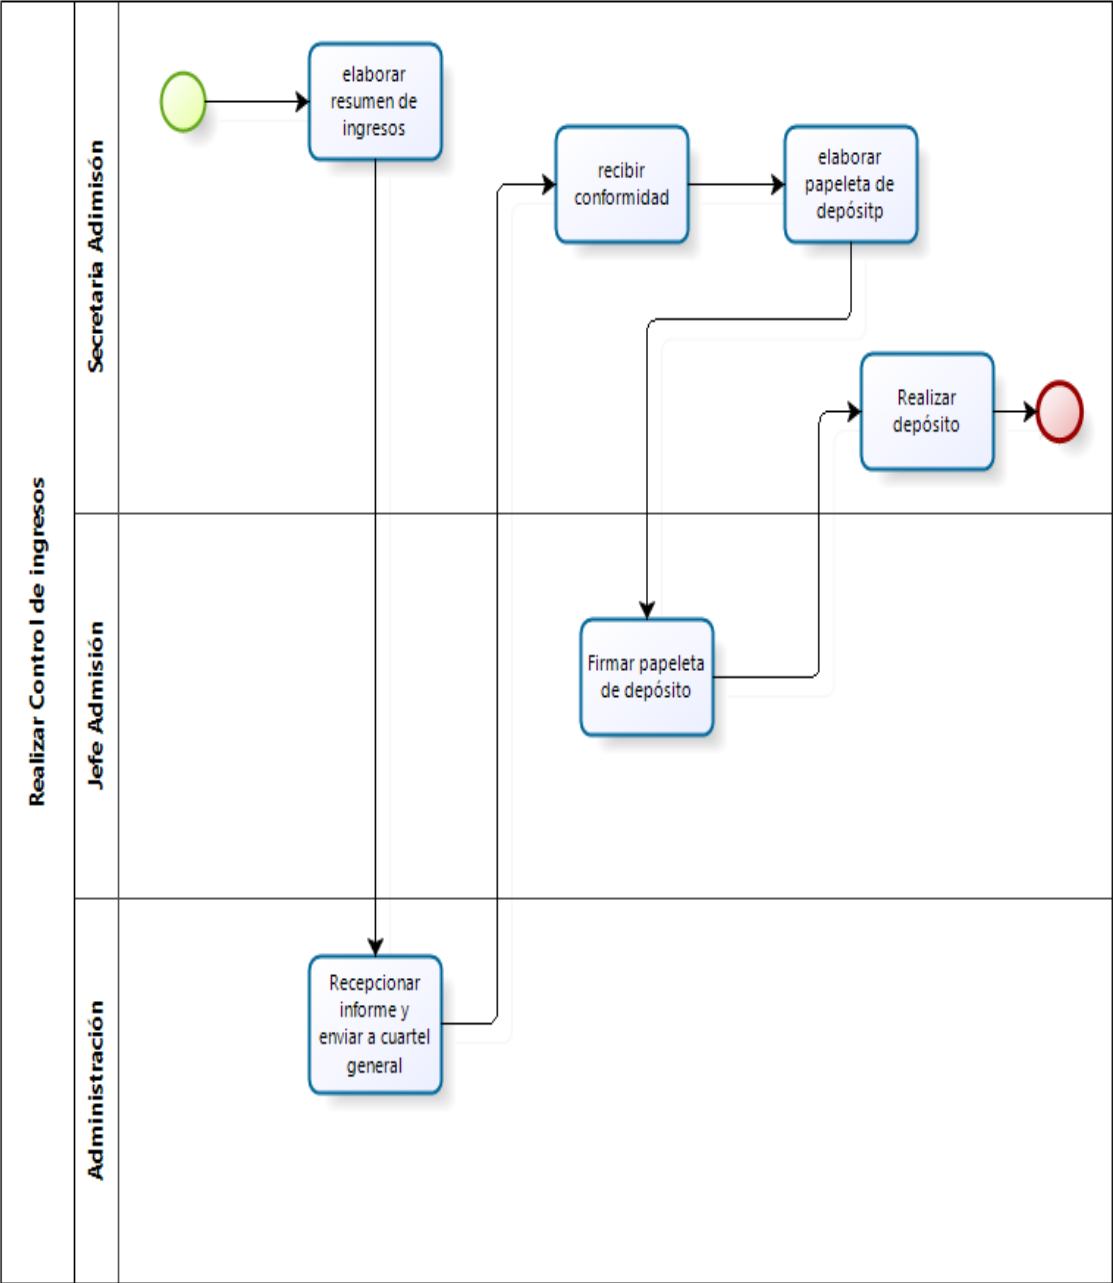 Realizar Control de ingresos
Secretaria Adimisón
elaborar
resumen de
ingresos
recibir
conformidad
elaborar
papeleta de
depósitp
Realizar
depósito
Jefe Admisión
Firmar papeleta
de depósito
Administración
Recepcionar
informe y
enviar a cuartel
general